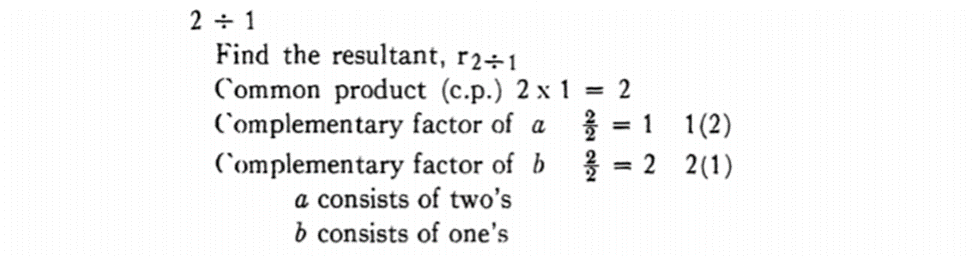 2 ÷ 1
Find the resultant, r₂÷₁
Common product (c.p.) 2 x 1 = 2
Complementary factor of a 2/2 = 1 1(2)
Complementary factor of b 2/2 = 2 2(1)
a consists of two's
b consists of one's